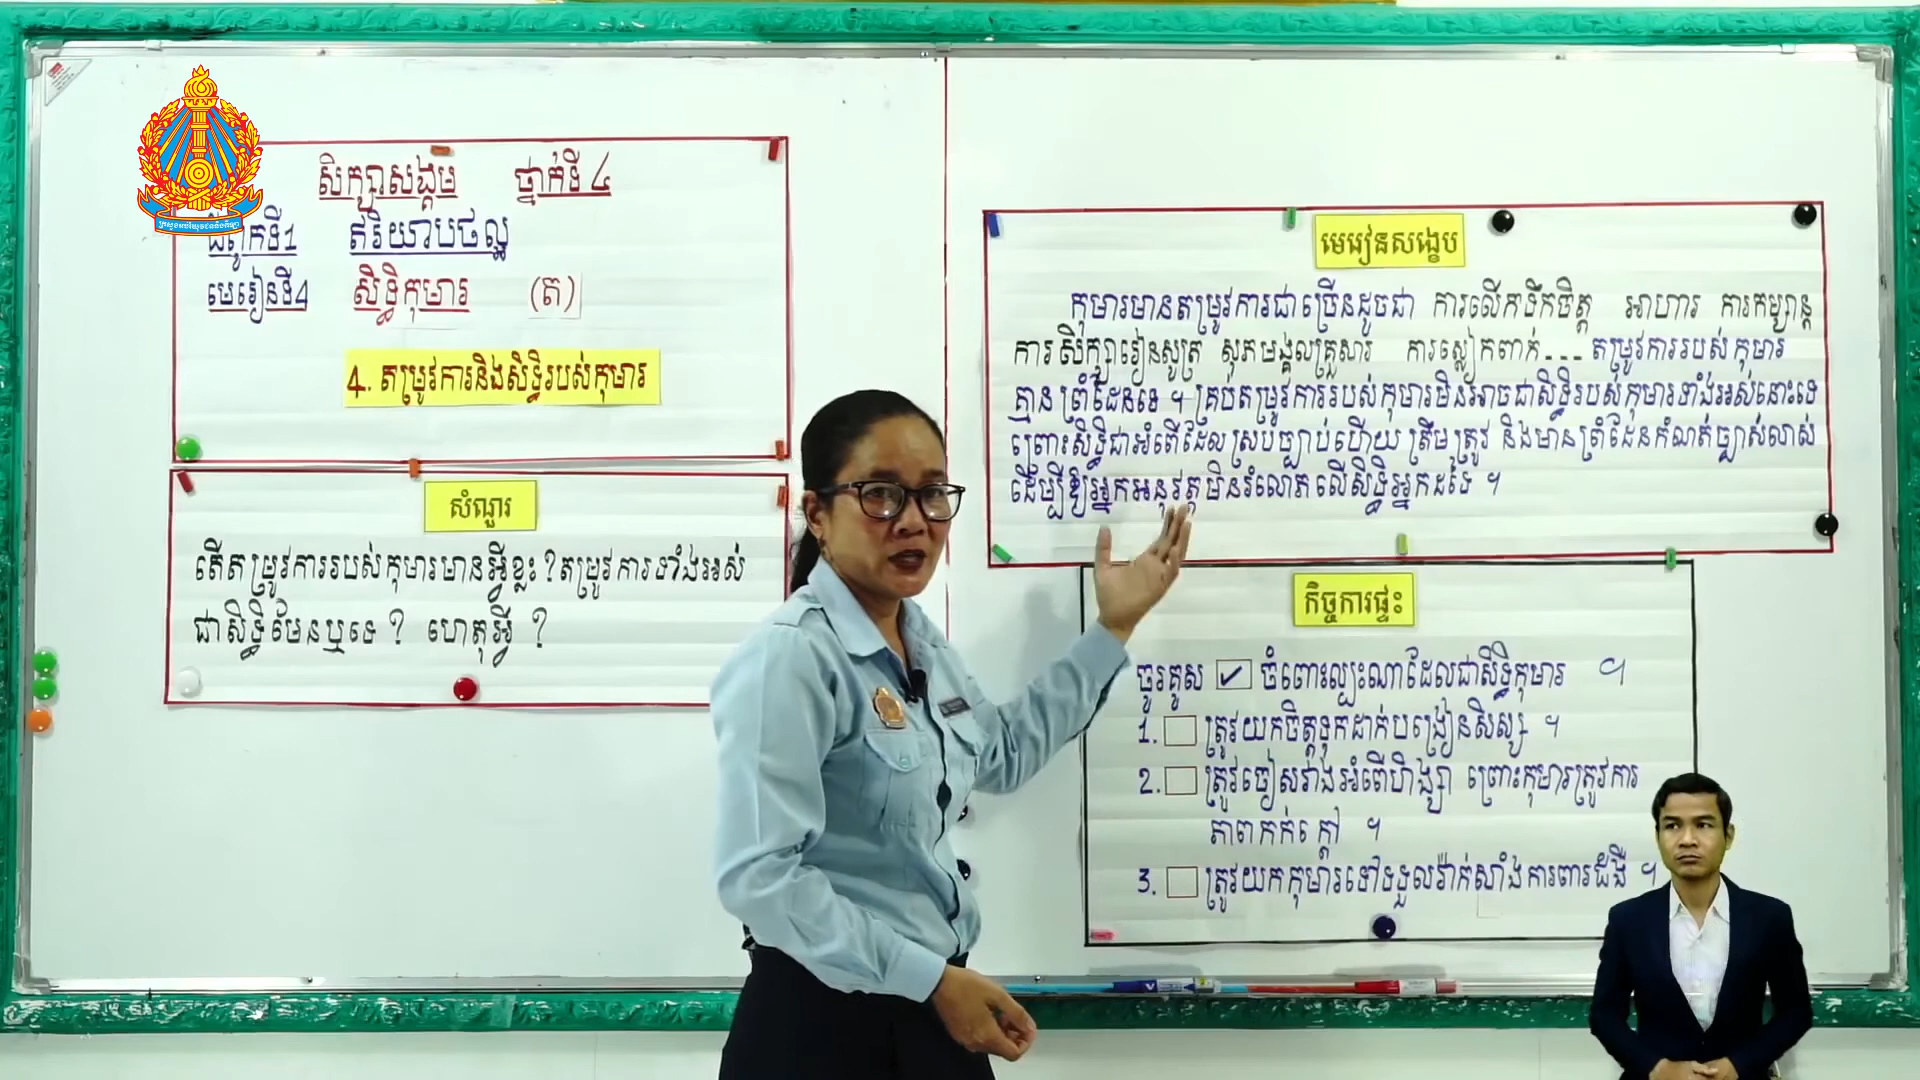 សិក្សាសង្គម ថ្នាក់ទី ៤
ជំពូកទី1 ឥរិយាបថល្អ
មេរៀនទី4 សិទ្ធិកុមារ (ត)
4. តម្រូវការនិងសិទ្ធិរបស់កុមារ
សំណួរ
តើតម្រូវការរបស់កុមារមានអ្វីខ្លះ ? តម្រូវការទាំងអស់
ជាសិទ្ធិមែនឬទេ ? ហេតុអ្វី ?
មេរៀនសង្ខេប
កុមារមានតម្រូវការជាច្រើនដូចជា ការលើកទឹកចិត្ត អាហារ ការកម្សាន្ត
ការសិក្សារៀនសូត្រ សុភមង្គលគ្រួសារ ការស្លៀកពាក់... តម្រូវការរបស់កុមារ
គ្មានព្រំដែនទេ ។ គ្រប់តម្រូវការរបស់កុមារមិនអាចជាសិទ្ធិរបស់កុមារទាំងអស់នោះទេ
ព្រោះសិទ្ធិជាអំពើដែលស្របច្បាប់ហើយ ត្រឹមត្រូវ និងមានព្រំដែនកំណត់ច្បាស់លាស់
ដើម្បីឱ្យអ្នកអនុវត្តមិនរំលោភលើសិទ្ធិអ្នកដទៃ ។
កិច្ចការផ្ទះ
ចូរគូស ✓ ចំពោះល្បះណាដែលជាសិទ្ធិកុមារ ។
1. ត្រូវយកចិត្តទុកដាក់បង្រៀនសិស្ស ។
2. ត្រូវចៀសវាងអំពើហិង្សា ព្រោះកុមារត្រូវការ
ភាពកក់ក្ដៅ ។
3. ត្រូវយកកុមារទៅទទួលវ៉ាក់សាំងការពារជំងឺ ។